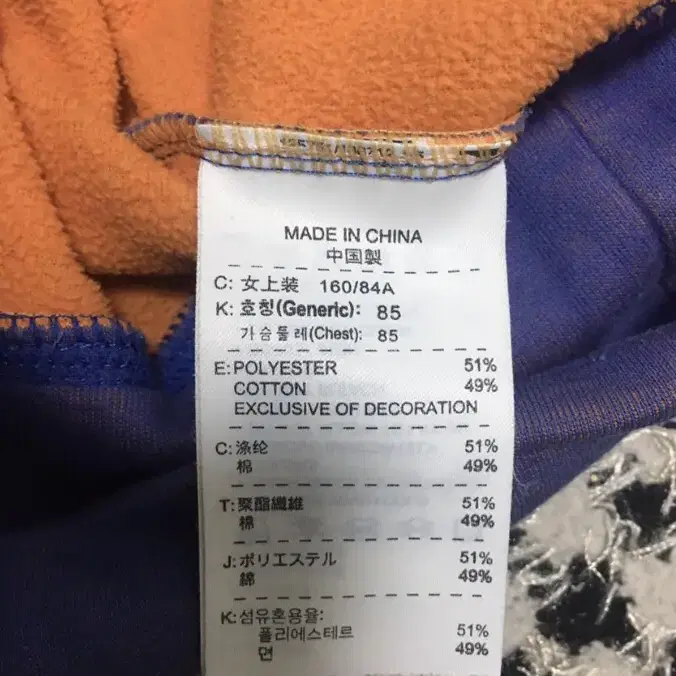 MADE IN CHINA
中国製
C: 女上装 160/84A
K: 호칭(Generic): 85
가슴둘레(Chest): 85
E: POLYESTER 51%
COTTON 49%
EXCLUSIVE OF DECORATION
C: 涤纶 51%
棉 49%
T: 聚酯纖維 51%
棉 49%
J: ポリエステル 51%
綿 49%
K: 섬유혼용율:
폴리에스테르 51%
면 49%